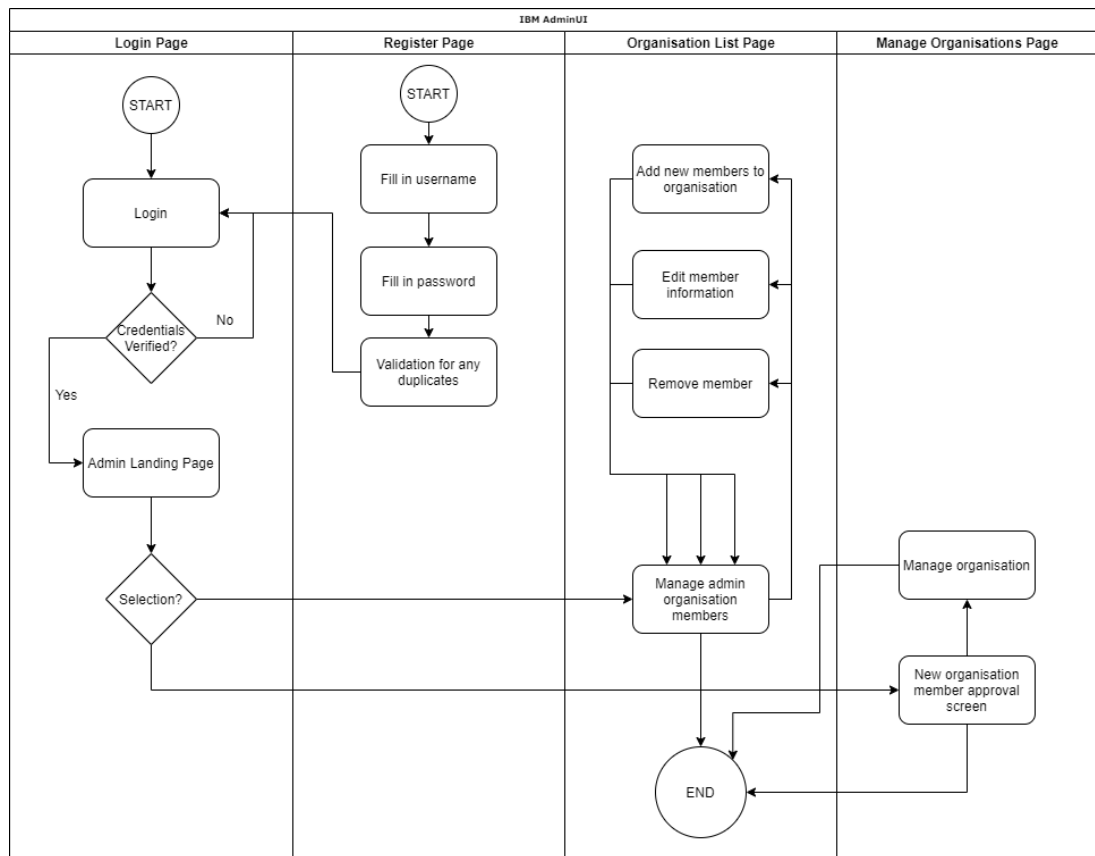 IBM AdminUI
Login Page
Register Page
Organisation List Page
Manage Organisations Page
START
Login
Credentials
Verified?
No
Yes
Admin Landing Page
Selection?
START
Fill in username
Fill in password
Validation for any
duplicates
Add new members to
organisation
Edit member
information
Remove member
Manage admin
organisation
members
END
Manage organisation
New organisation
member approval
screen